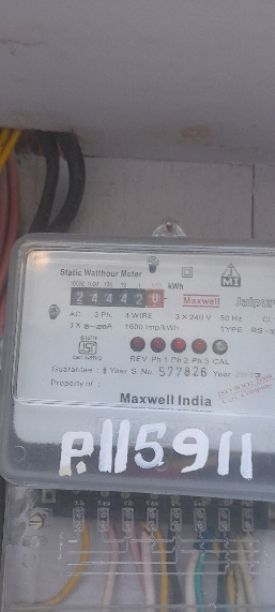 MI
Static Watthour Meter
kWh
244420
Maxwell
Jaipur
AC. 3 Ph. 4 WIRE 3 X 240 V 50 Hz
3 X 5-20A 1600 imp/kWh TYPE
REV Ph.1 Ph.2 Ph.3 CAL
Guarantee : Year S. No. 577826 Year
Property of :
Maxwell India
P.115911